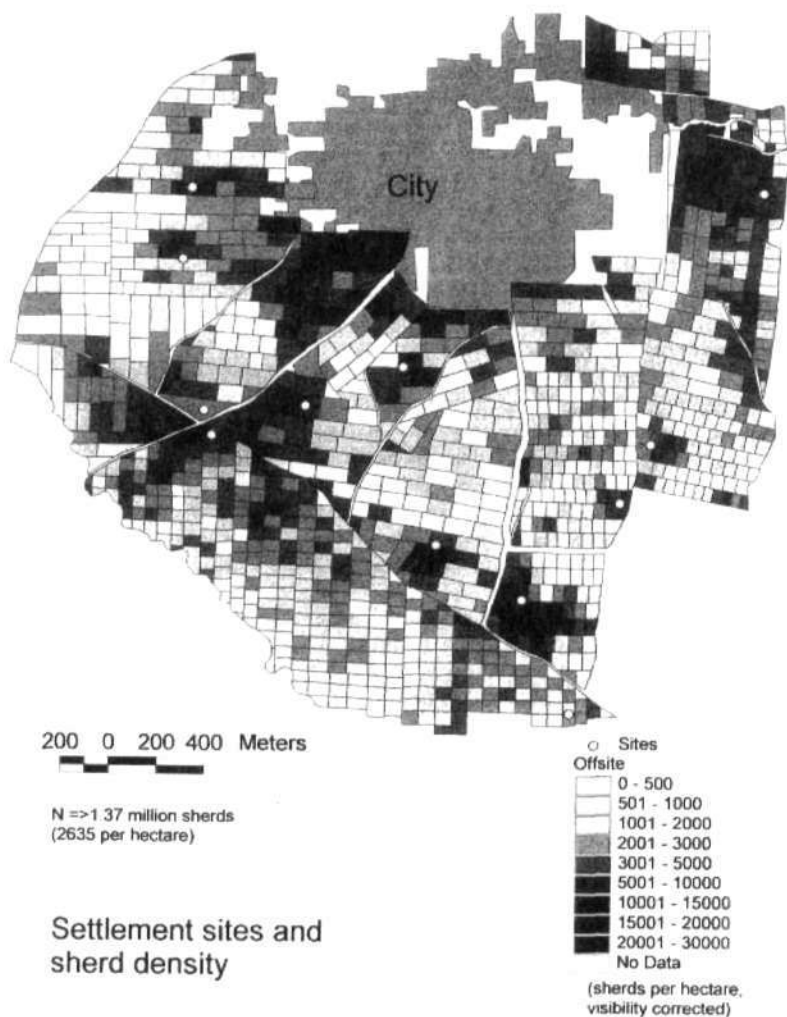 City
200 0 200 400 Meters
N =>1 37 million sherds
(2635 per hectare)
Settlement sites and
sherd density
Sites
Offsite
0 - 500
501 - 1000
1001 - 2000
2001 - 3000
3001 - 5000
5001 - 10000
10001 - 15000
15001 - 20000
20001 - 30000
No Data
(sherds per hectare,
visibility corrected)